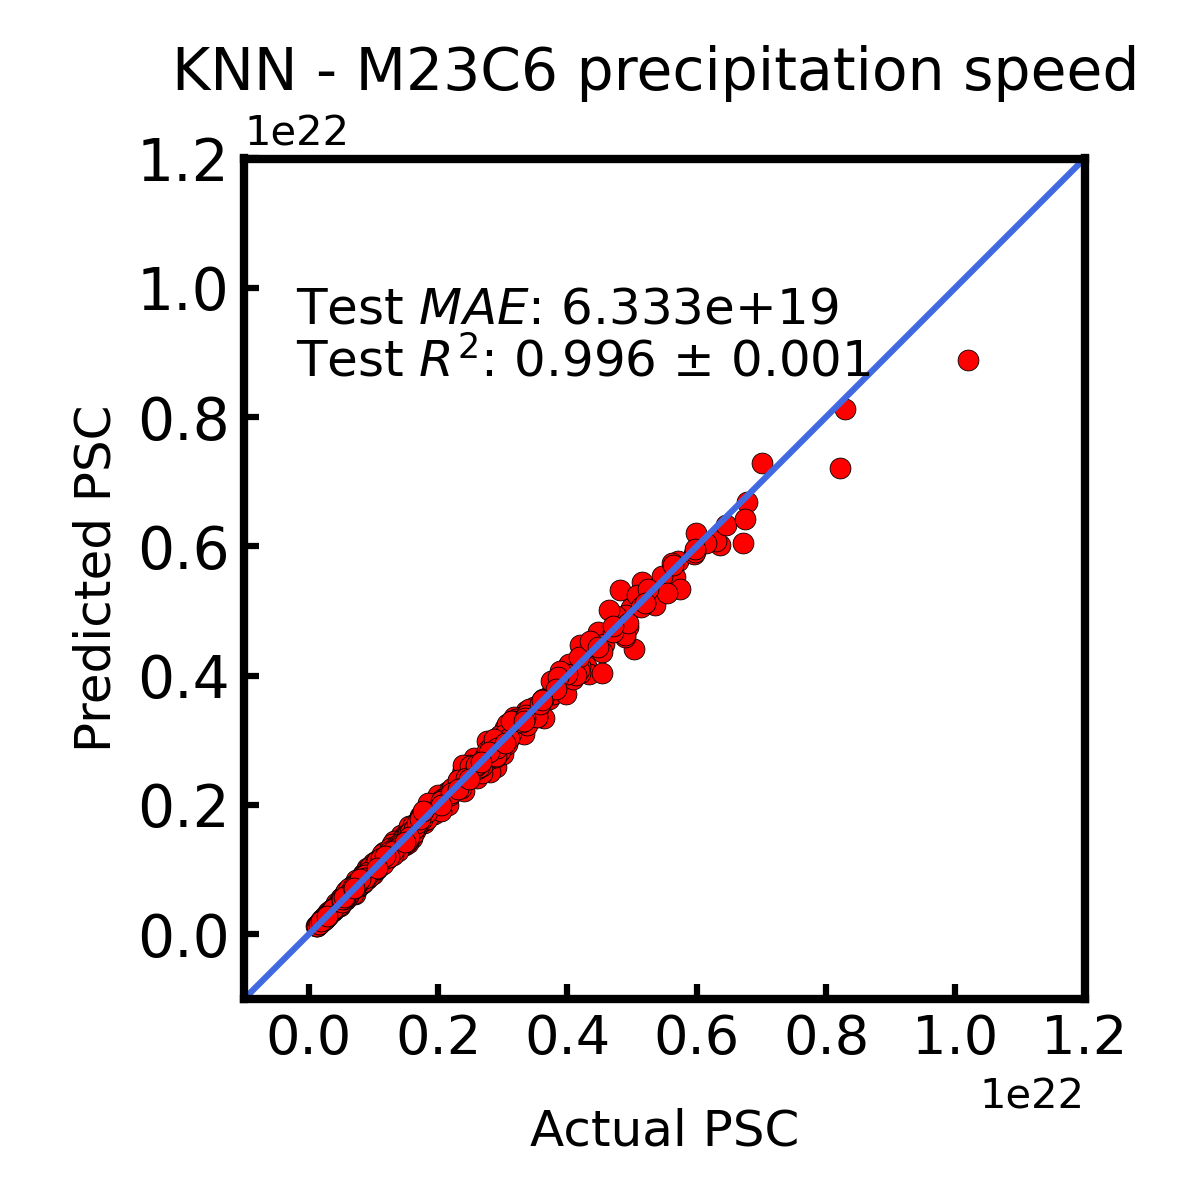 KNN - M23C6 precipitation speed
1e22
1.2
1.0
0.8
0.6
0.4
0.2
0.0
Predicted PSC
Test MAE: 6.333e+19
Test R²: 0.996 ± 0.001
0.0 0.2 0.4 0.6 0.8 1.0 1.2
1e22
Actual PSC